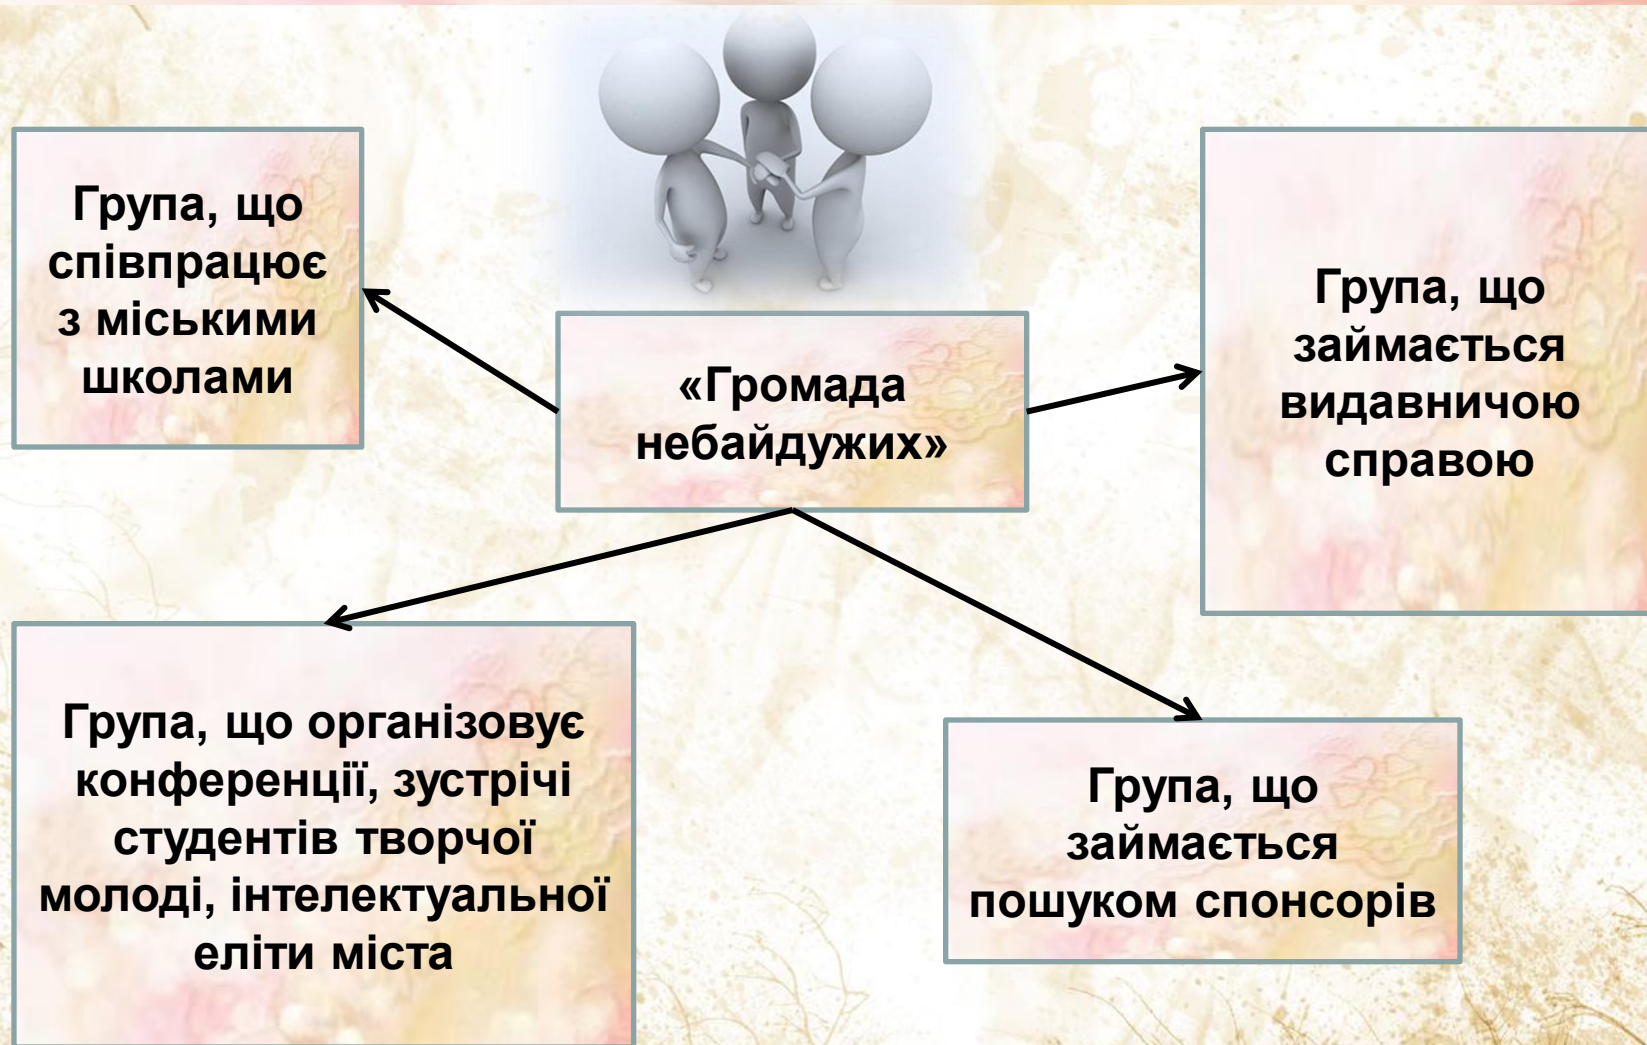 Група, що
співпрацює
з міськими
школами
«Громада
небайдужих»
Група, що
займається
видавничою
справою
Група, що організовує
конференції, зустрічі
студентів творчої
молоді, інтелектуальної
еліти міста
Група, що
займається
пошуком спонсорів